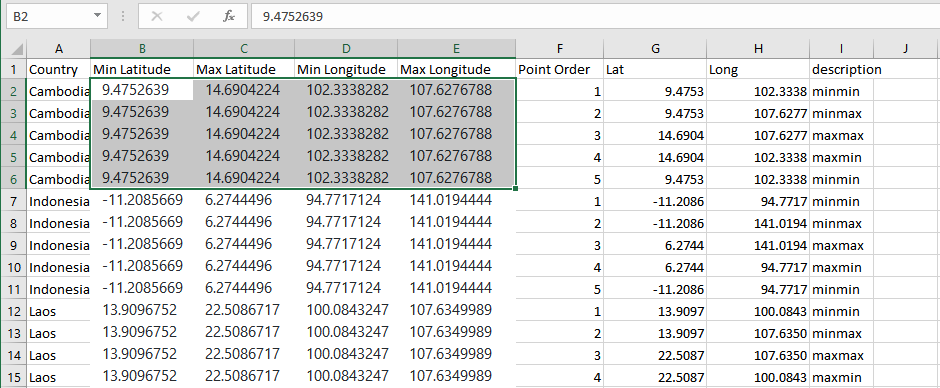 B2 fx 9.4752639
A B C D E F G H I J
1 Country Min Latitude Max Latitude Min Longitude Max Longitude Point Order Lat Long description
2 Cambodia 9.4752639 14.6904224 102.3338282 107.6276788 1 9.4753 102.3338 minmin
3 Cambodia 9.4752639 14.6904224 102.3338282 107.6276788 2 9.4753 107.6277 minmax
4 Cambodia 9.4752639 14.6904224 102.3338282 107.6276788 3 14.6904 107.6277 maxmax
5 Cambodia 9.4752639 14.6904224 102.3338282 107.6276788 4 14.6904 102.3338 maxmin
6 Cambodia 9.4752639 14.6904224 102.3338282 107.6276788 5 9.4753 102.3338 minmin
7 Indonesia -11.2085669 6.2744496 94.7717124 141.0194444 1 -11.2086 94.7717 minmin
8 Indonesia -11.2085669 6.2744496 94.7717124 141.0194444 2 -11.2086 141.0194 minmax
9 Indonesia -11.2085669 6.2744496 94.7717124 141.0194444 3 6.2744 141.0194 maxmax
10 Indonesia -11.2085669 6.2744496 94.7717124 141.0194444 4 6.2744 94.7717 maxmin
11 Indonesia -11.2085669 6.2744496 94.7717124 141.0194444 5 -11.2086 94.7717 minmin
12 Laos 13.9096752 22.5086717 100.0843247 107.6349989 1 13.9097 100.0843 minmin
13 Laos 13.9096752 22.5086717 100.0843247 107.6349989 2 13.9097 107.6350 minmax
14 Laos 13.9096752 22.5086717 100.0843247 107.6349989 3 22.5087 107.6350 maxmax
15 Laos 13.9096752 22.5086717 100.0843247 107.6349989 4 22.5087 100.0843 maxmin